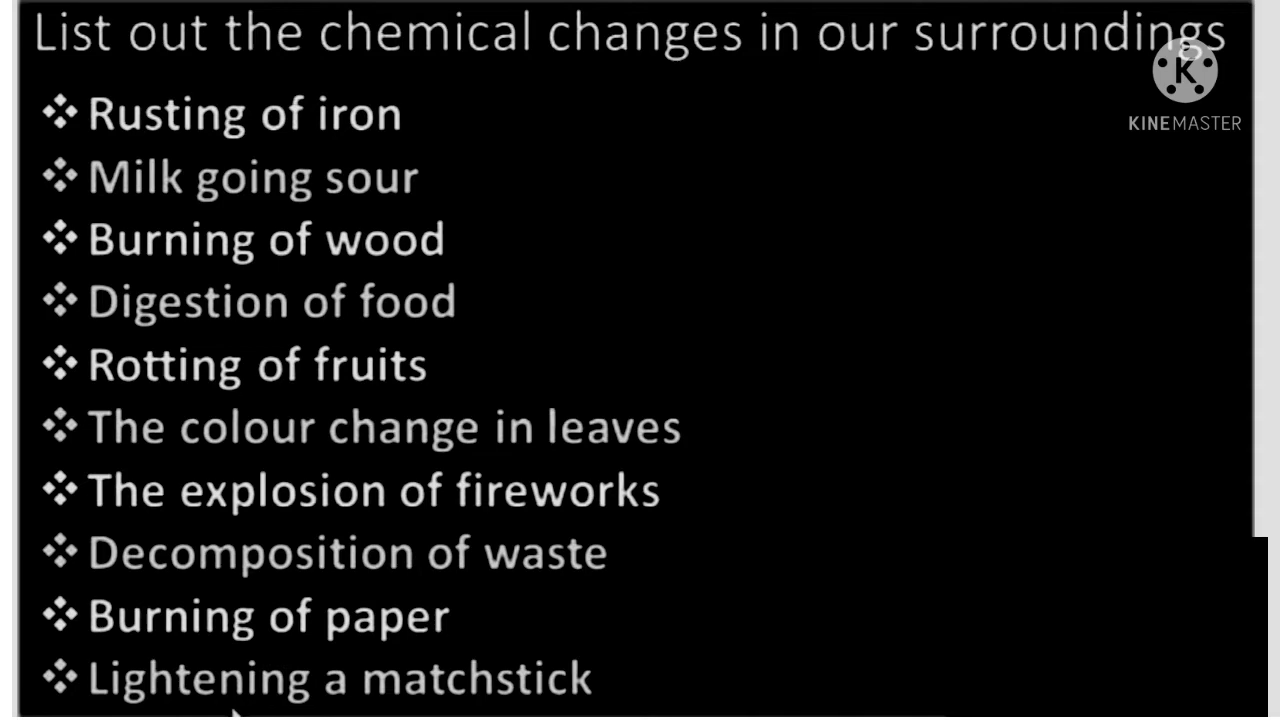 List out the chemical changes in our surroundings
K
KINEMASTER
❖ Rusting of iron
❖ Milk going sour
❖ Burning of wood
❖ Digestion of food
❖ Rotting of fruits
❖ The colour change in leaves
❖ The explosion of fireworks
❖ Decomposition of waste
❖ Burning of paper
❖ Lightening a matchstick